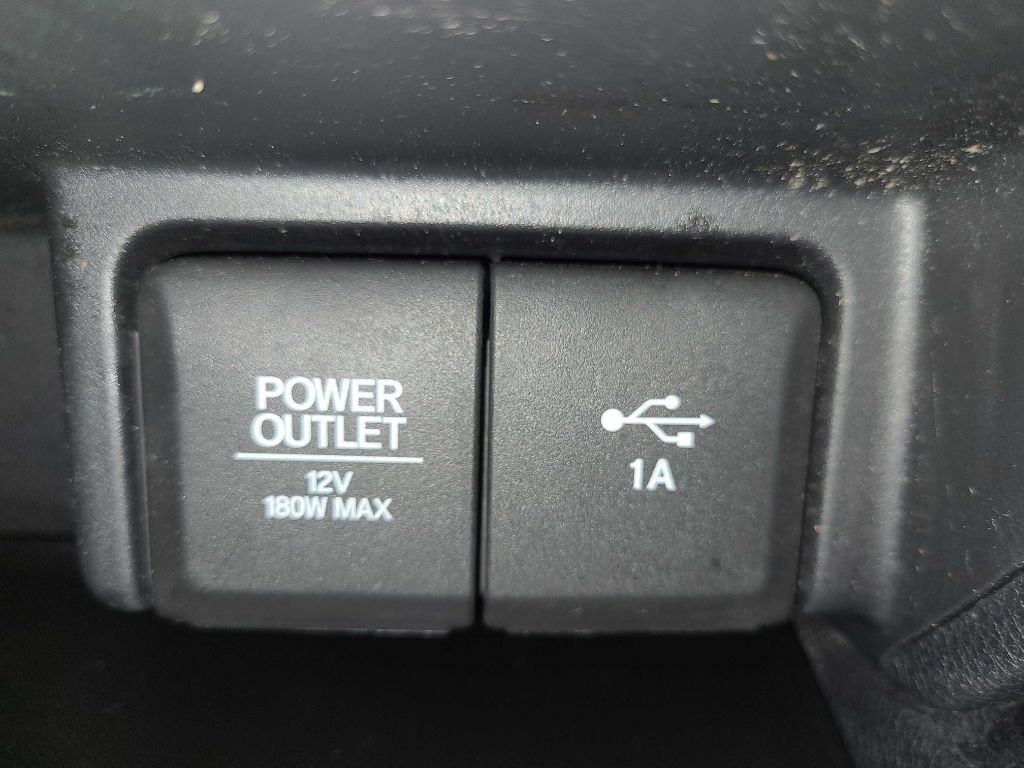 POWER
OUTLET
12V
180W MAX
1A